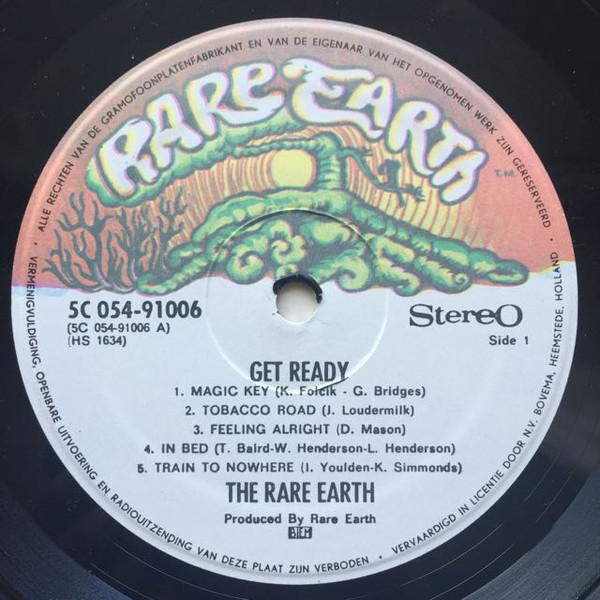 • ALLE RECHTEN VAN DE GRAMOFOONPLATENFABRIKANT EN VAN DE EIGENAAR VAN HET OPGENOMEN WERK ZIJN GERESERVEERD •
RARE EARTH
T.M.
5C 054-91006
(5C 054-91006 A)
(HS 1634)
Stereo
Side 1
GET READY
1. MAGIC KEY (K. Folcik - G. Bridges)
2. TOBACCO ROAD (J. Loudermilk)
3. FEELING ALRIGHT (D. Mason)
4. IN BED (T. Baird-W. Henderson-L. Henderson)
5. TRAIN TO NOWHERE (I. Youlden-K. Simmonds)
THE RARE EARTH
Produced By Rare Earth
BIEM
VERMENIGVULDIGING, OPENBARE UITVOERING EN RADIOUITZENDING VAN DEZE PLAAT ZIJN VERBODEN •
VERVAARDIGD IN LICENTIE DOOR N.V. BOVEMA, HEEMSTEDE, HOLLAND